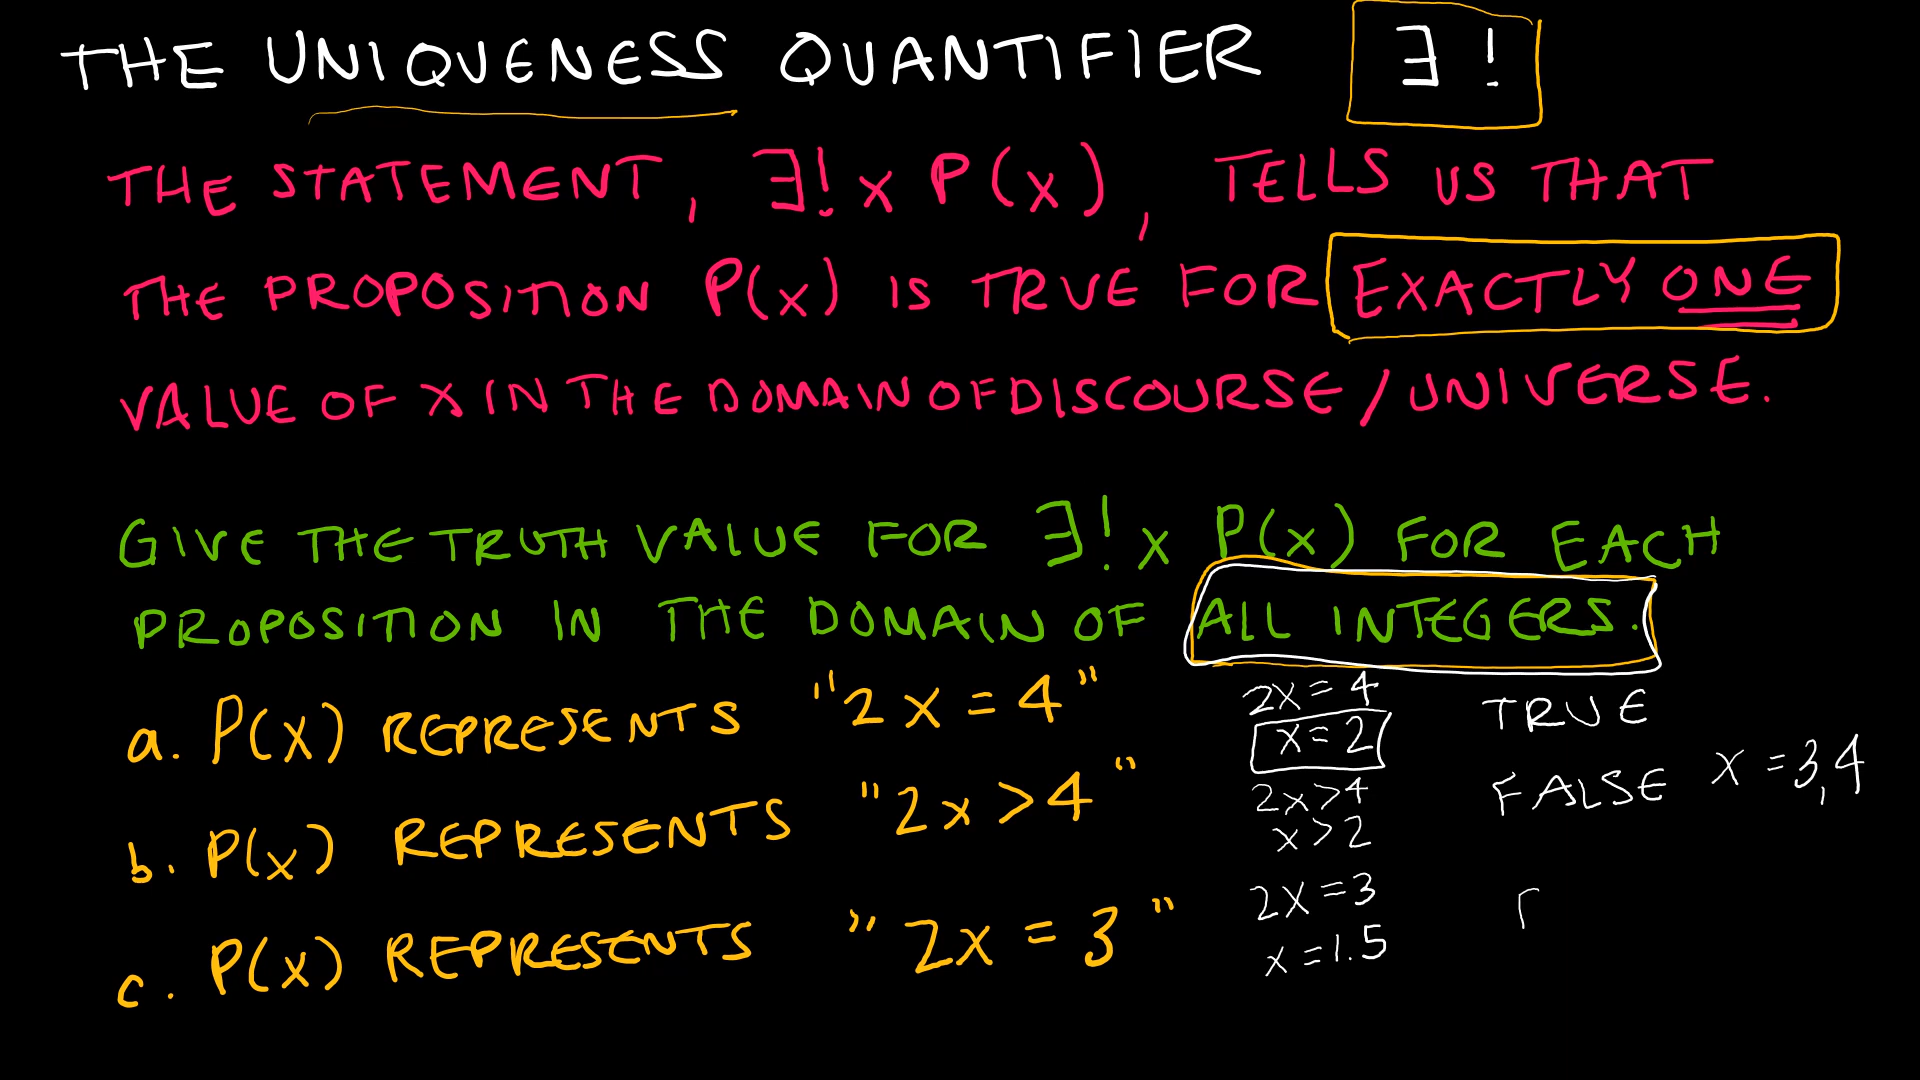 THE UNIQUENESS QUANTIFIER ∃!
THE STATEMENT, ∃! x P(x), TELLS US THAT
THE PROPOSITION P(x) IS TRUE FOR EXACTLY ONE
VALUE OF X IN THE DOMAIN OF DISCOURSE / UNIVERSE.
GIVE THE TRUTH VALUE FOR ∃! x P(x) FOR EACH
PROPOSITION IN THE DOMAIN OF ALL INTEGERS.
a. P(x) REPRESENTS "2x = 4" 2x = 4 TRUE
x = 2
b. P(x) REPRESENTS "2x > 4" 2x > 4 FALSE x = 3,4
x > 2
c. P(x) REPRESENTS "2x = 3" 2x = 3
x = 1.5